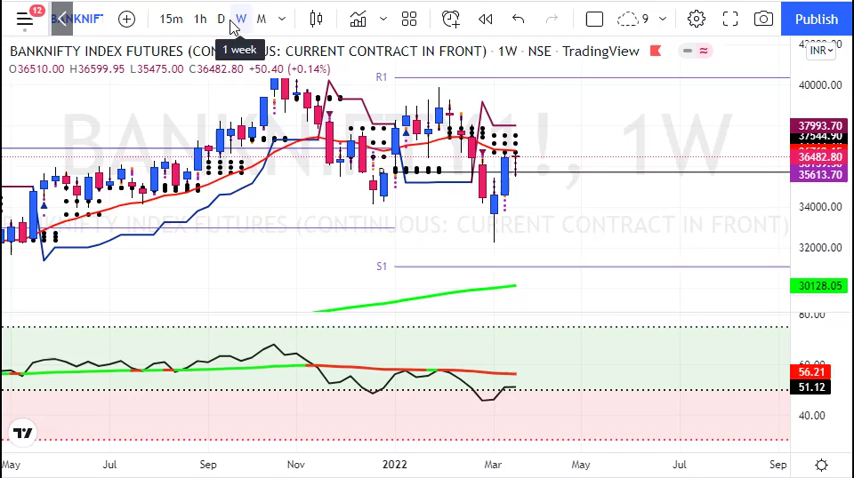 12
BANKNIF
15m 1h D W M
9
Publish
1 week
BANKNIFTY INDEX FUTURES (CONTINUOUS: CURRENT CONTRACT IN FRONT) · 1W · NSE · TradingView
INR
O36510.00 H36599.95 L35475.00 C36482.80 +50.40 (+0.14%)
R1
40000.00
37993.70
37544.90
36482.80
35613.70
P
34000.00
32000.00
S1
30128.05
60.00
56.21
51.12
40.00
May Jul Sep Nov 2022 Mar May Jul Sep